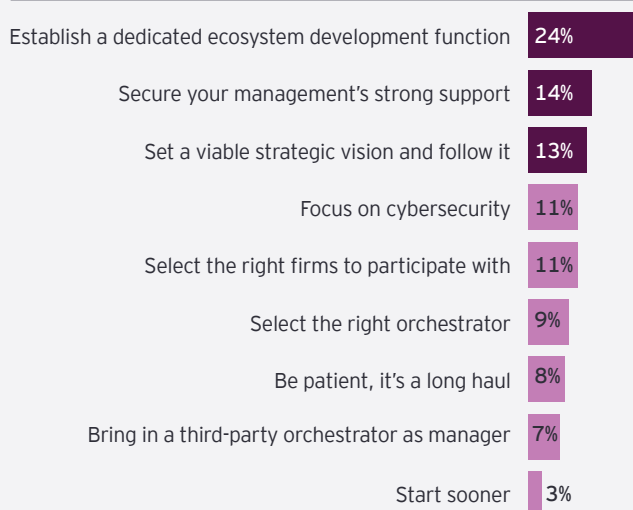 Establish a dedicated ecosystem development function 24%
Secure your management's strong support 14%
Set a viable strategic vision and follow it 13%
Focus on cybersecurity 11%
Select the right firms to participate with 11%
Select the right orchestrator 9%
Be patient, it's a long haul 8%
Bring in a third-party orchestrator as manager 7%
Start sooner 3%